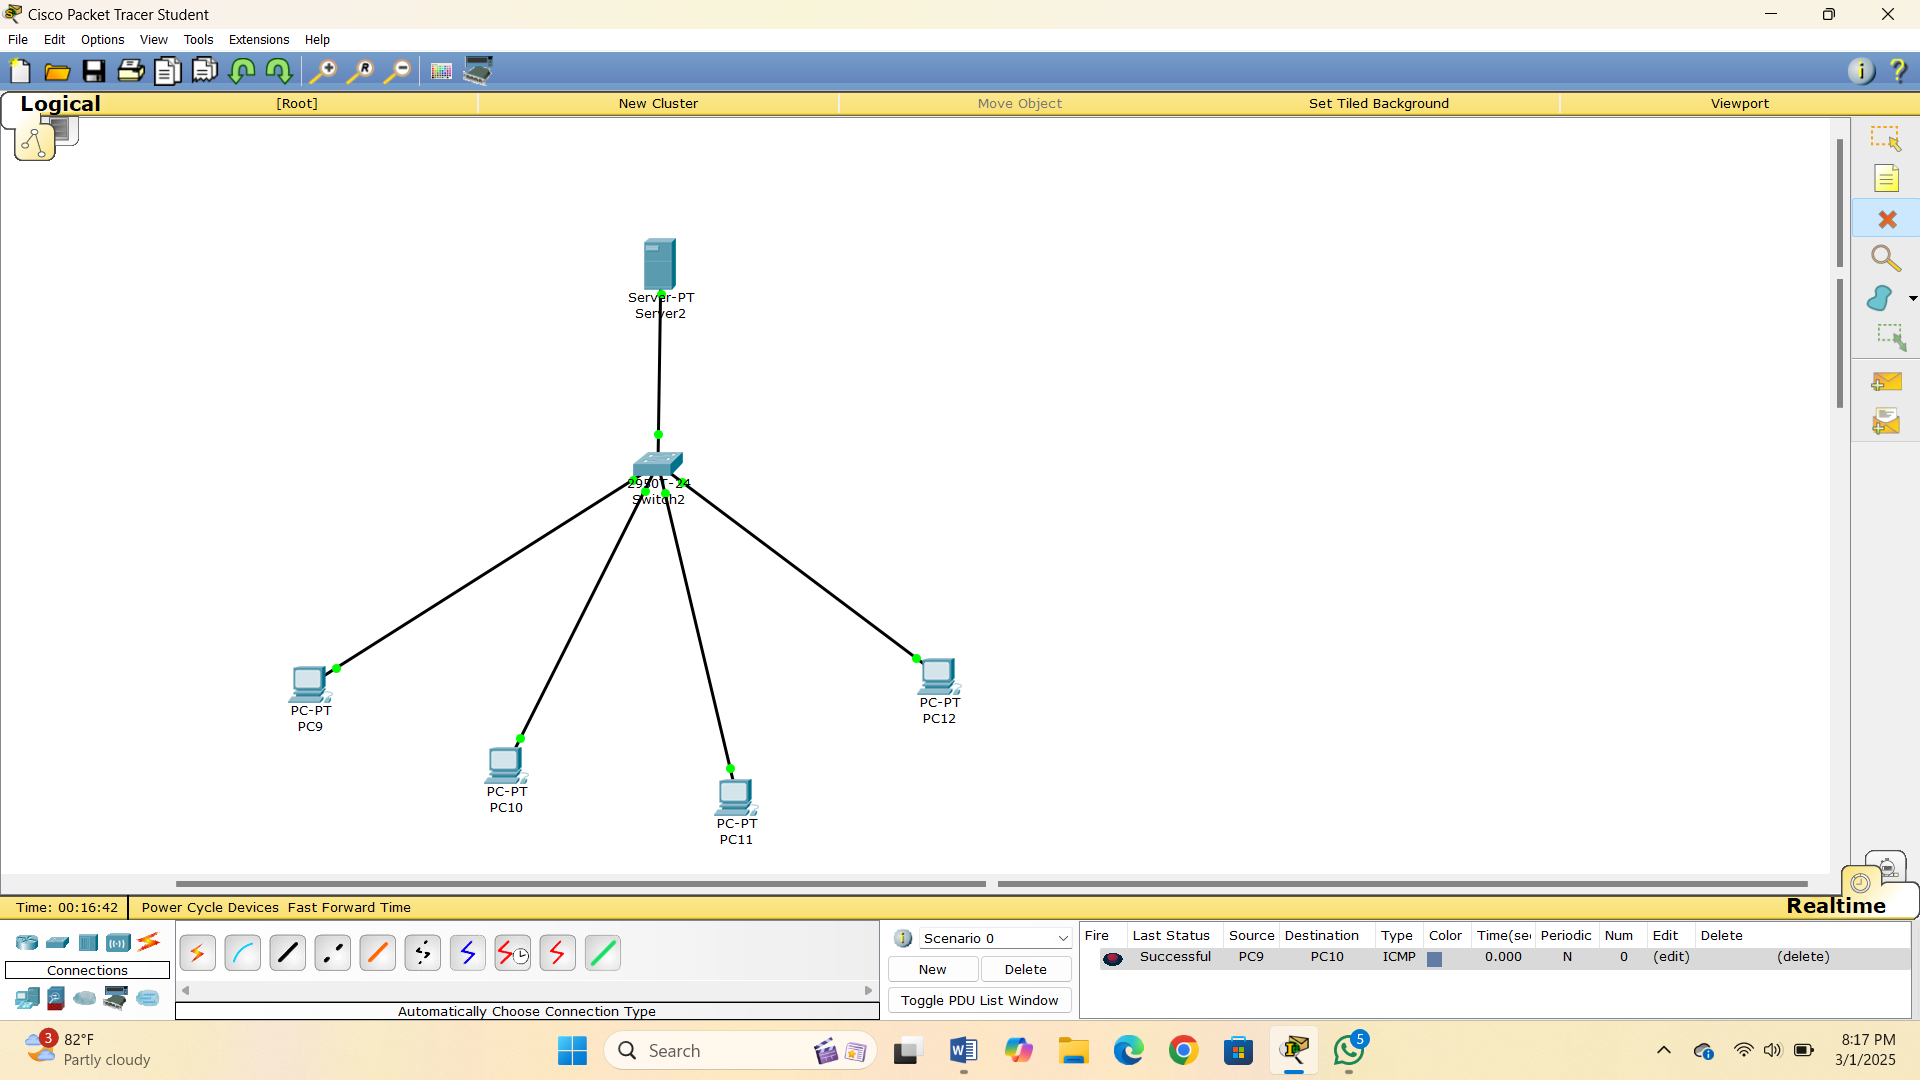 Cisco Packet Tracer Student
File Edit Options View Tools Extensions Help
Logical [Root] New Cluster Move Object Set Tiled Background Viewport
Server-PT
Server2
2950T-24
Switch2
PC-PT
PC9
PC-PT
PC12
PC-PT
PC10
PC-PT
PC11
Time: 00:16:42 Power Cycle Devices Fast Forward Time Realtime
Connections
Automatically Choose Connection Type
Scenario 0
New Delete
Toggle PDU List Window
Fire Last Status Source Destination Type Color Time(sec Periodic Num Edit Delete
Successful PC9 PC10 ICMP 0.000 N 0 (edit) (delete)
3
82°F
Partly cloudy
Search
5
8:17 PM
3/1/2025